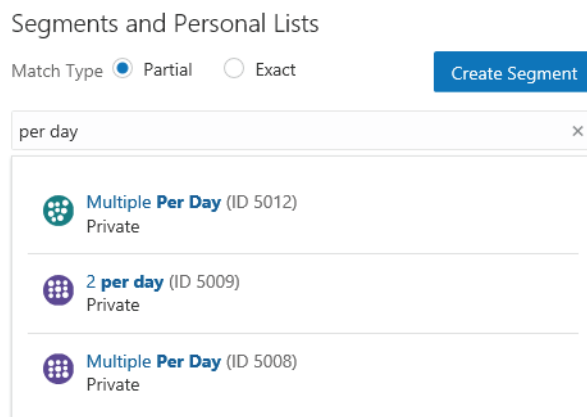 Segments and Personal Lists
Match Type Partial Exact
Create Segment
per day ×
Multiple Per Day (ID 5012)
Private
2 per day (ID 5009)
Private
Multiple Per Day (ID 5008)
Private